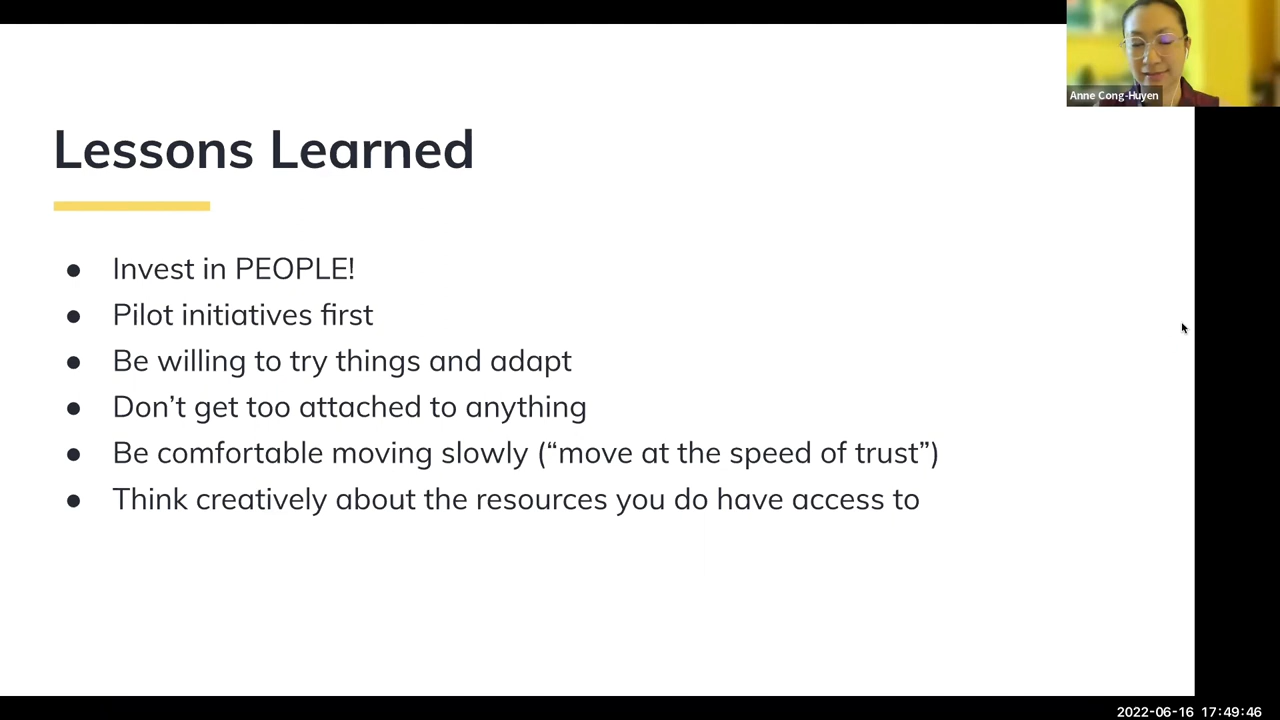 Anne Cong-Huyen
Lessons Learned
● Invest in PEOPLE!
● Pilot initiatives first
● Be willing to try things and adapt
● Don’t get too attached to anything
● Be comfortable moving slowly (“move at the speed of trust”)
● Think creatively about the resources you do have access to
2022-06-16 17:49:46